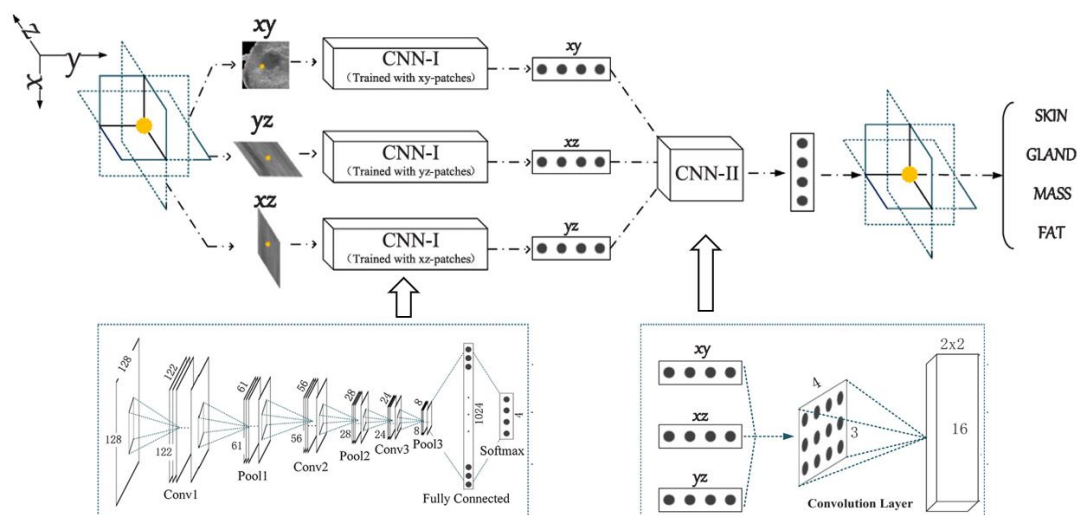 z
y
x
xy
CNN-I
(Trained with xy-patches)
xy
yz
CNN-I
(Trained with yz-patches)
xz
xz
CNN-I
(Trained with xz-patches)
yz
CNN-II
SKIN
GLAND
MASS
FAT
128
128
122
122
Conv1
61
61
Pool1
56
56
Conv2
28
28
Pool2
24
24
Conv3
8
8
Pool3
1024
Fully Connected
4
Softmax
xy
xz
yz
4
3
Convolution Layer
2x2
16